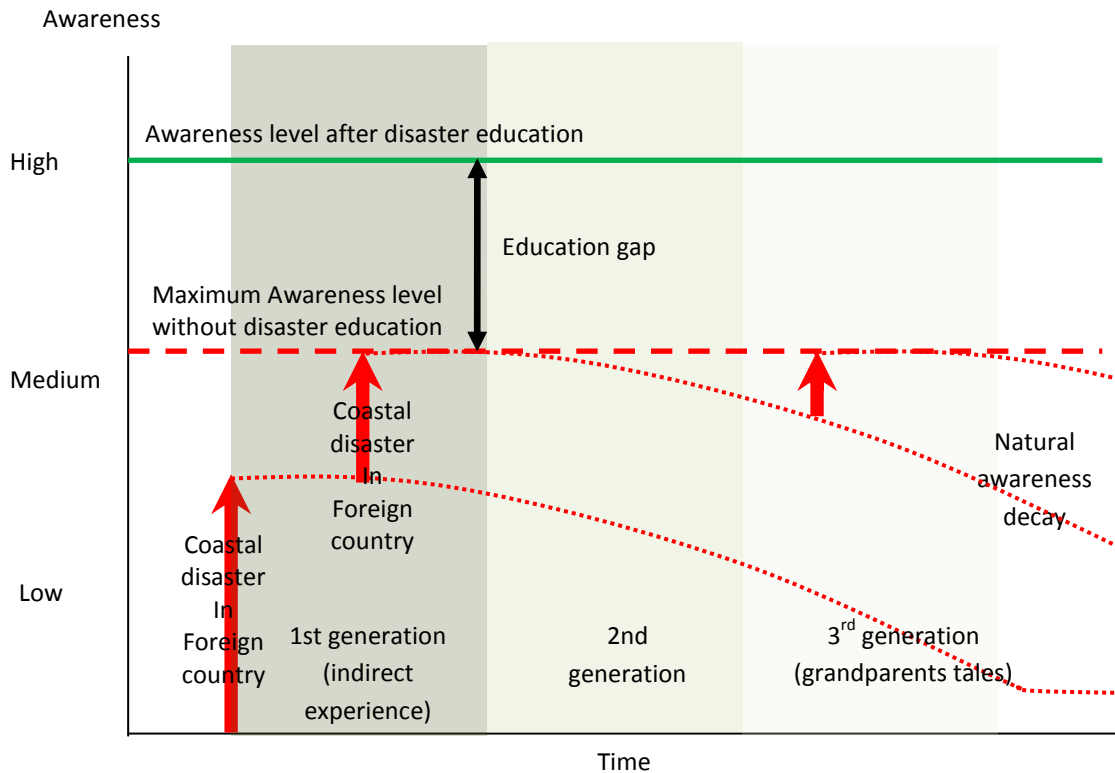 Awareness
Awareness level after disaster education
High
Education gap
Maximum Awareness level
without disaster education
Medium
Coastal
disaster
In
Foreign
country
Natural
awareness
decay
Coastal
disaster
In
Foreign
country
Low
1st generation
(indirect
experience)
2nd
generation
3rd generation
(grandparents tales)
Time